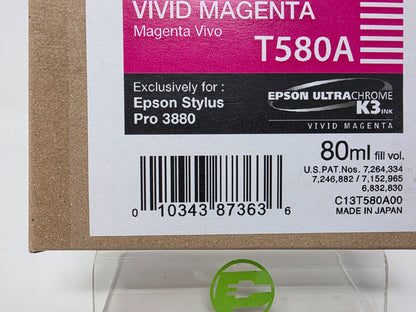 VIVID MAGENTA
Magenta Vivo
T580A
Exclusively for :
Epson Stylus
Pro 3880
EPSON ULTRACHROME
K3 INK
VIVID MAGENTA
80ml fill vol.
U.S.PAT.Nos. 7,264,334
7,246,882 / 7,152,965
6,832,830
C13T580A00
MADE IN JAPAN
0 10343 87363 6